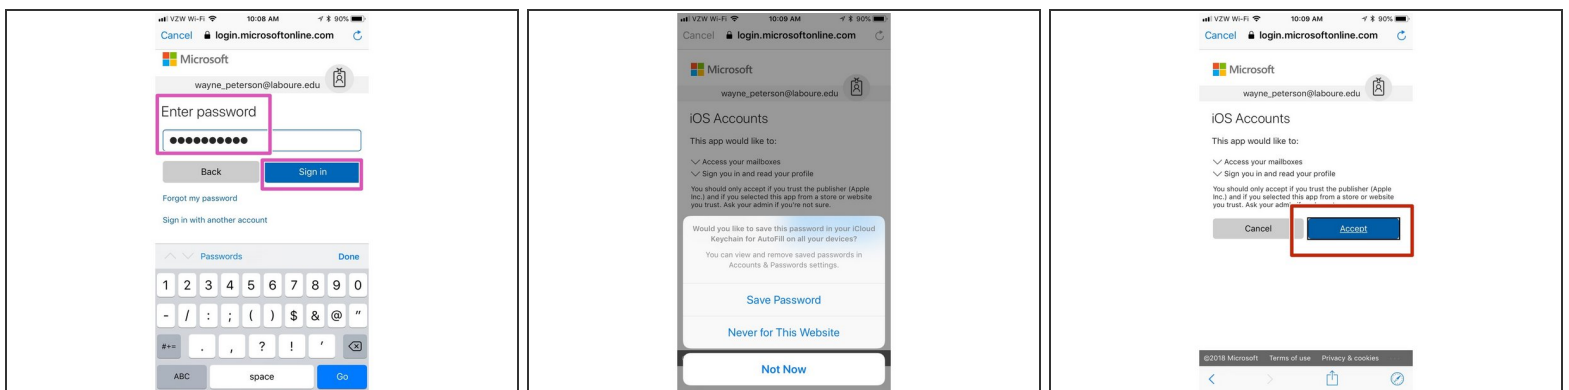 VZW Wi-Fi 10:08 AM 90%
Cancel login.microsoftonline.com
Microsoft
wayne_peterson@laboure.edu
Enter password
●●●●●●●●●●
Back Sign in
Forgot my password
Sign in with another account
Passwords Done
1 2 3 4 5 6 7 8 9 0
- / : ; ( ) $ & @ "
#+= . , ? ! '
ABC space Go
VZW Wi-Fi 10:09 AM 90%
Cancel login.microsoftonline.com
Microsoft
wayne_peterson@laboure.edu
iOS Accounts
This app would like to:
Access your mailboxes
Sign you in and read your profile
You should only accept if you trust the publisher (Apple
Inc.) and if you selected this app from a store or website
you trust. Ask your admin if you're not sure.
Would you like to save this password in your iCloud
Keychain for AutoFill on all your devices?
You can view and remove saved passwords in
Accounts & Passwords settings.
Save Password
Never for This Website
Not Now
VZW Wi-Fi 10:09 AM 90%
Cancel login.microsoftonline.com
Microsoft
wayne_peterson@laboure.edu
iOS Accounts
This app would like to:
Access your mailboxes
Sign you in and read your profile
You should only accept if you trust the publisher (Apple
Inc.) and if you selected this app from a store or website
you trust. Ask your
Cancel Accept
©2018 Microsoft Terms of use Privacy & cookies